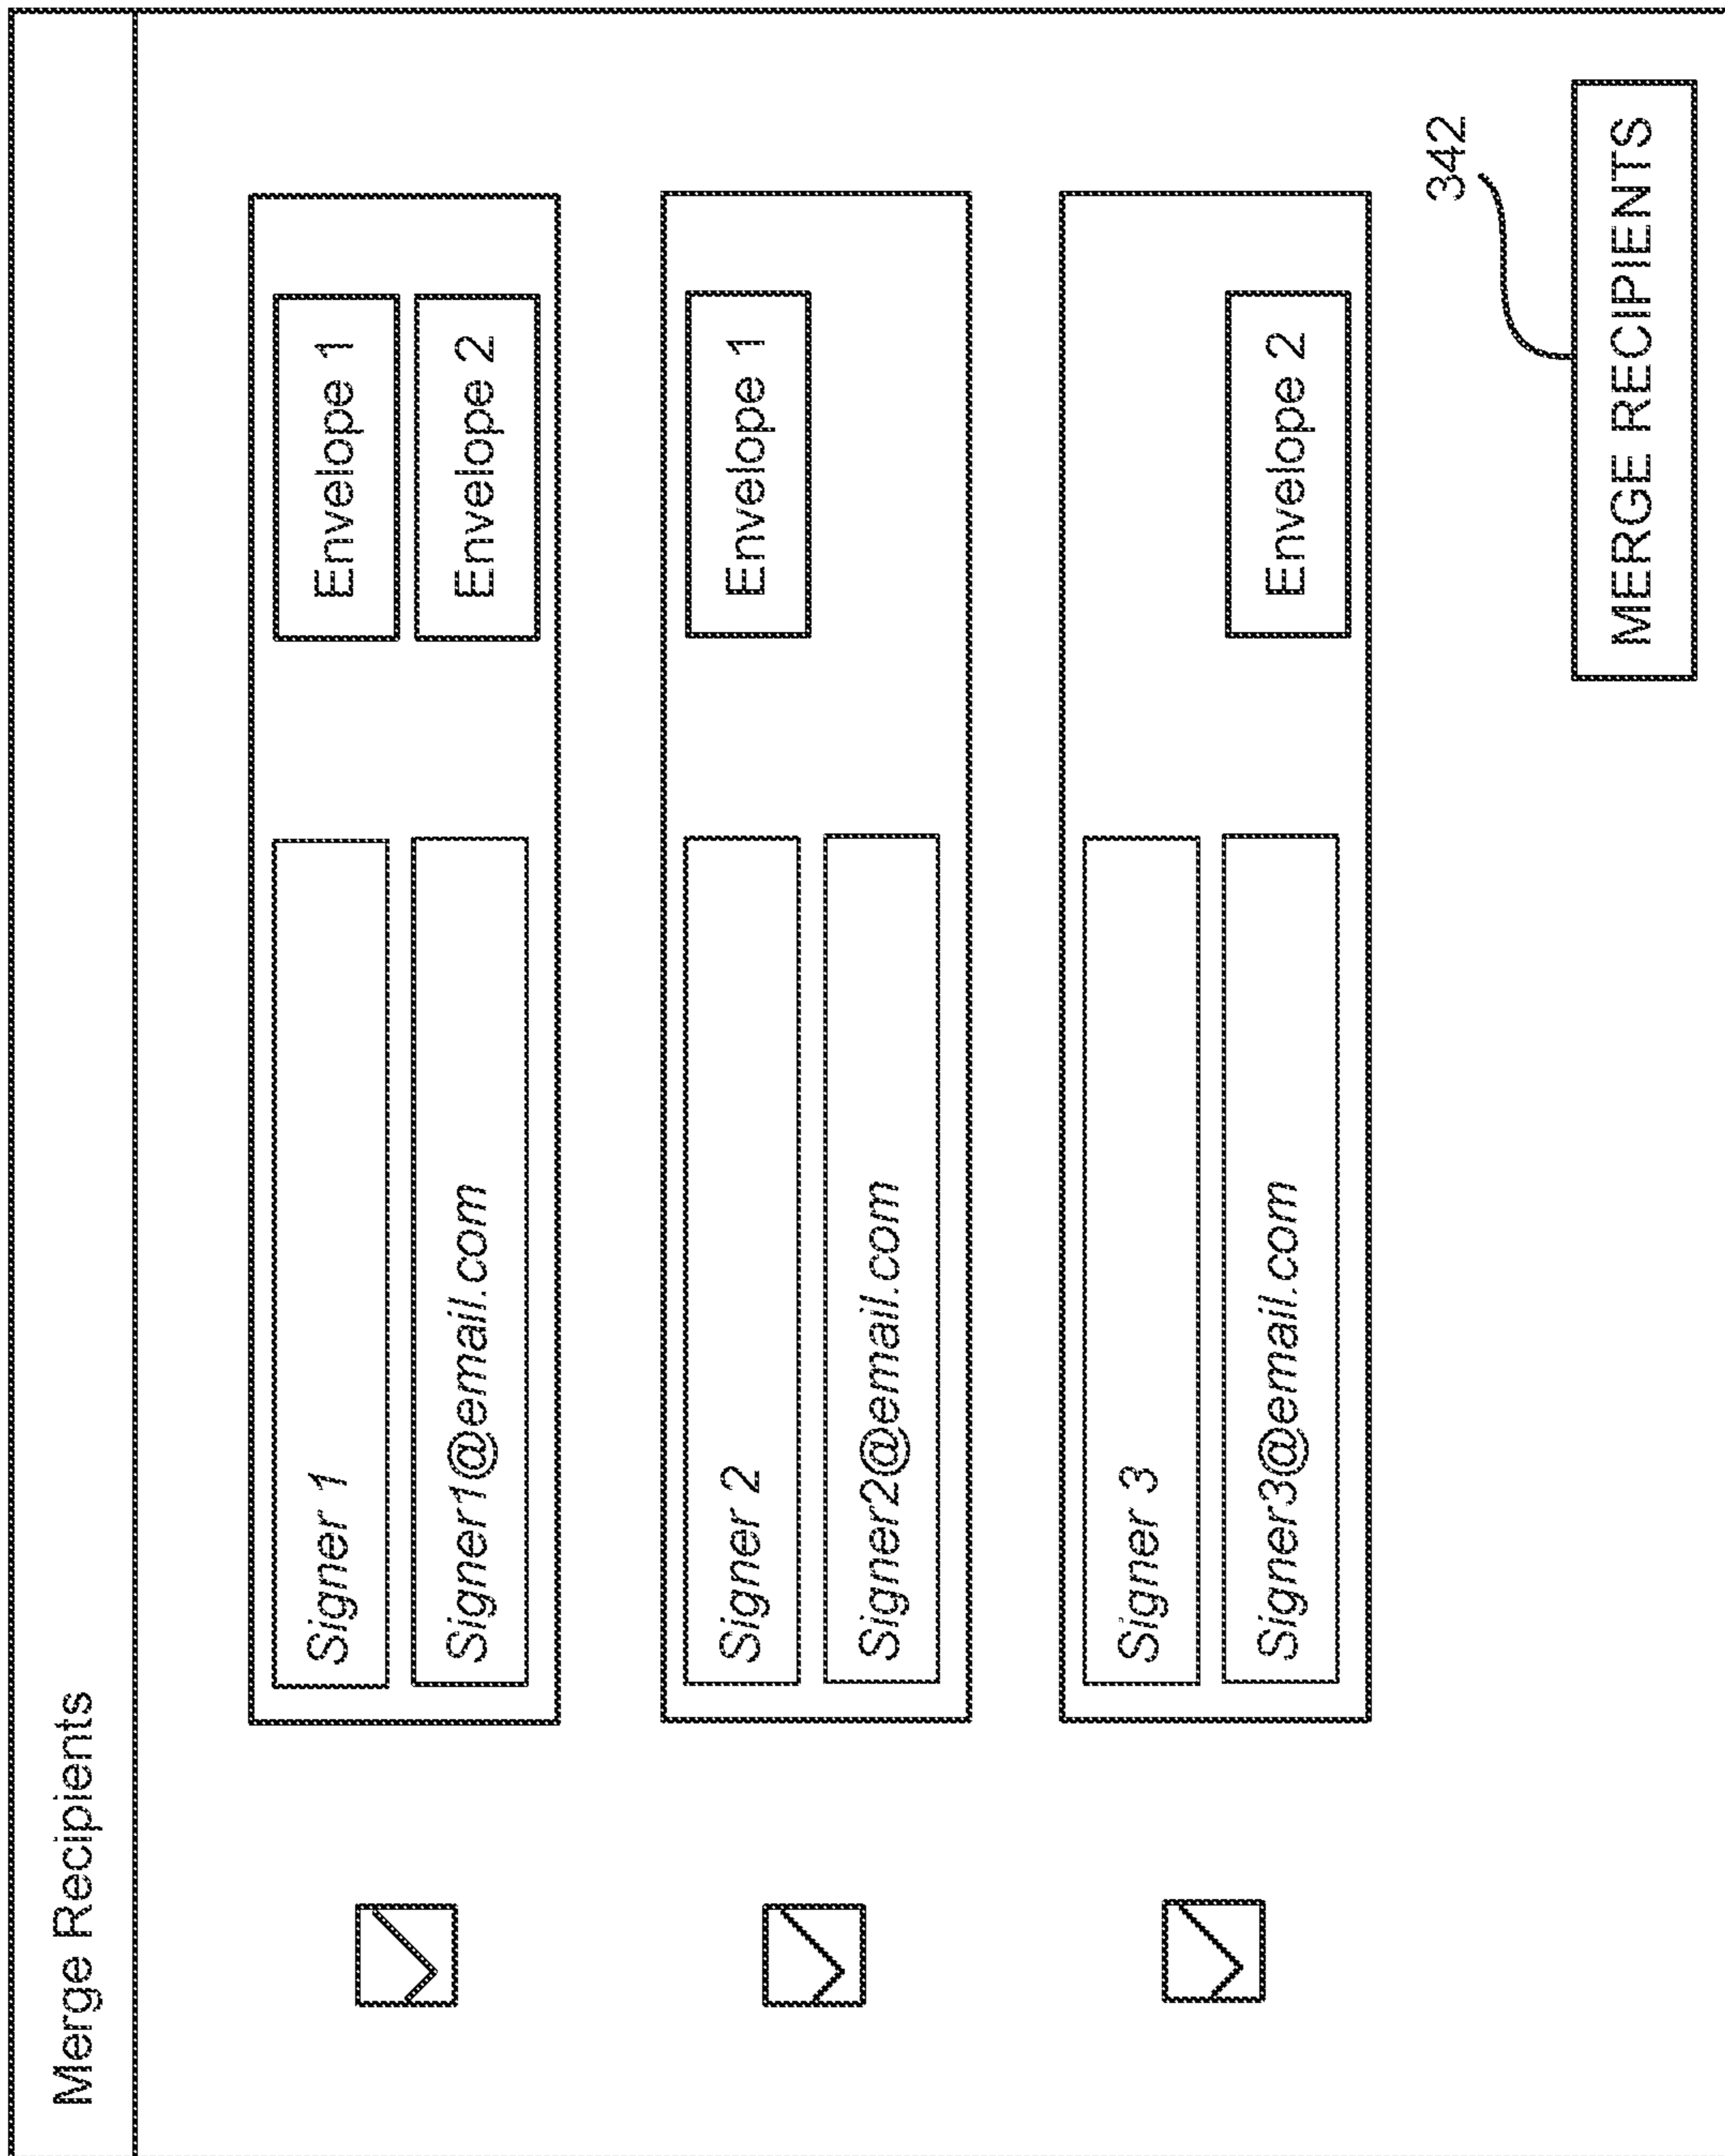 Merge Recipients
Signer 1
Envelope 1
Signer1@email.com
Envelope 2
Signer 2
Envelope 1
Signer2@email.com
Signer 3
Signer3@email.com
Envelope 2
342
MERGE RECIPIENTS